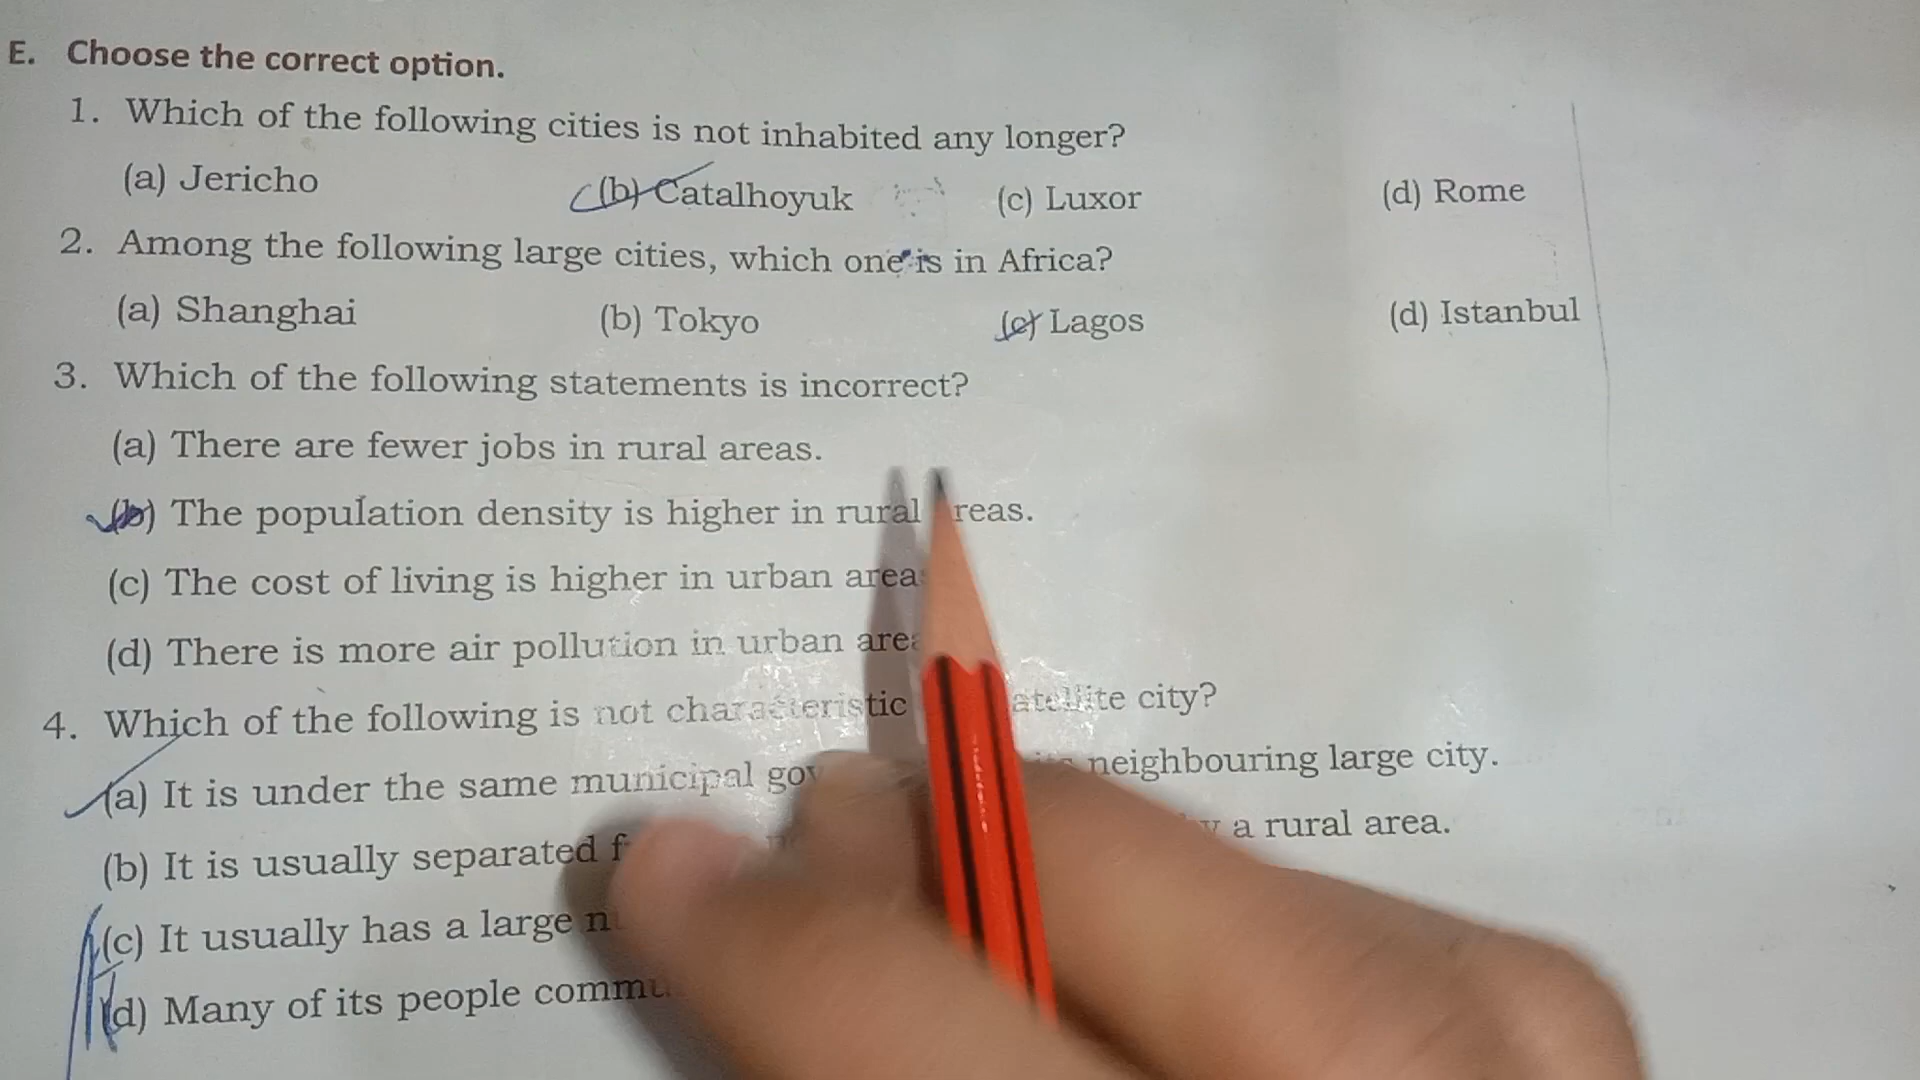 E. Choose the correct option.
1. Which of the following cities is not inhabited any longer?
(a) Jericho (b) Catalhoyuk (c) Luxor (d) Rome
2. Among the following large cities, which one is in Africa?
(a) Shanghai (b) Tokyo (c) Lagos (d) Istanbul
3. Which of the following statements is incorrect?
(a) There are fewer jobs in rural areas.
(b) The population density is higher in rural
(c) The cost of living is higher in urban
(d) There is more air pollution in urban
4. Which of the following is not characteristic city?
(a) It is under the same municipal neighbouring large city.
(b) It is usually separated a rural area.
(c) It usually has a large
(d) Many of its people